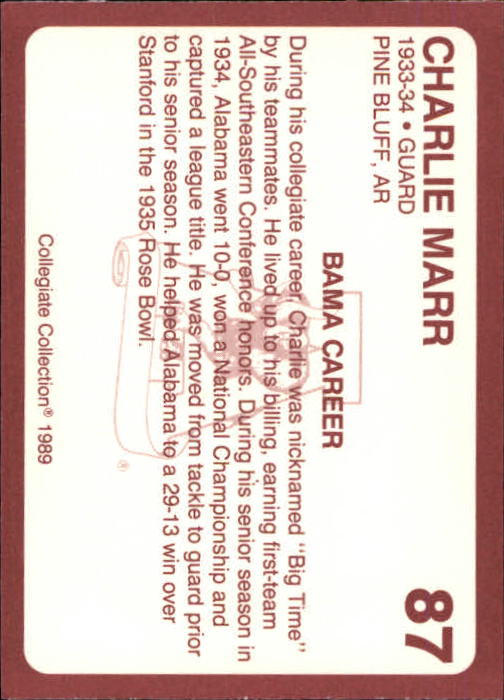 CHARLIE MARR 87
1933-34 • GUARD
PINE BLUFF, AR
BAMA CAREER
During his collegiate career, Charlie was nicknamed "Big Time"
by his teammates. He lived up to his billing, earning first-team
All-Southeastern Conference honors. During his senior season in
1934, Alabama went 10-0, won a National Championship and
captured a league title. He was moved from tackle to guard prior
to his senior season. He helped Alabama to a 29-13 win over
Stanford in the 1935 Rose Bowl.
®
Collegiate Collection® 1989